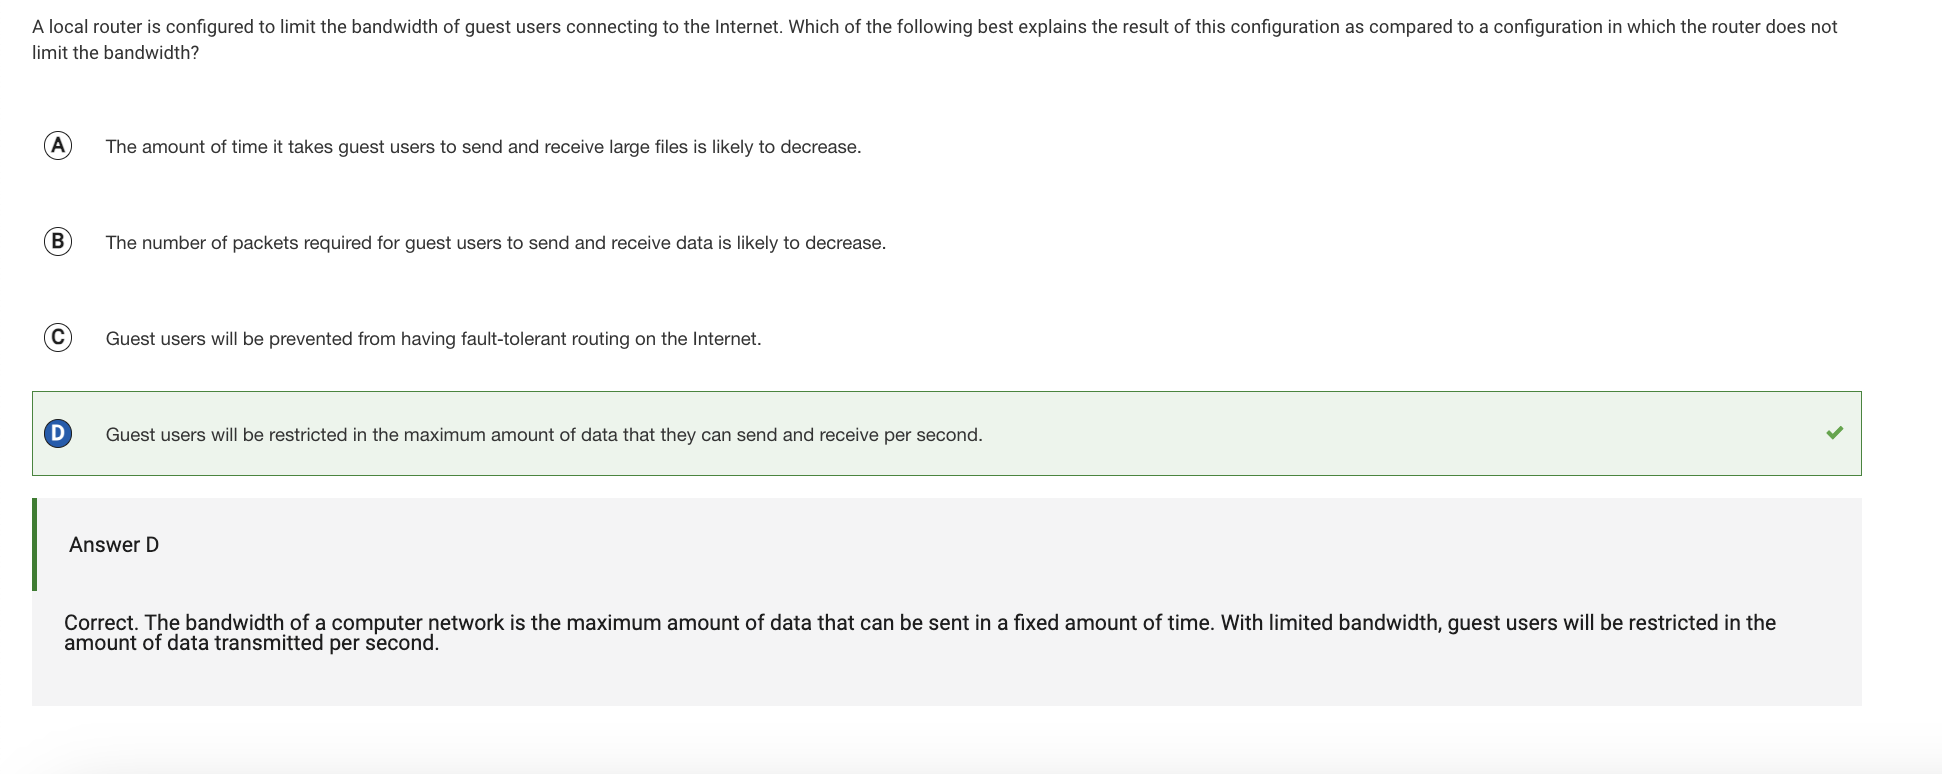 A local router is configured to limit the bandwidth of guest users connecting to the Internet. Which of the following best explains the result of this configuration as compared to a configuration in which the router does not
limit the bandwidth?
A The amount of time it takes guest users to send and receive large files is likely to decrease.
B The number of packets required for guest users to send and receive data is likely to decrease.
C Guest users will be prevented from having fault-tolerant routing on the Internet.
D Guest users will be restricted in the maximum amount of data that they can send and receive per second.
Answer D
Correct. The bandwidth of a computer network is the maximum amount of data that can be sent in a fixed amount of time. With limited bandwidth, guest users will be restricted in the
amount of data transmitted per second.